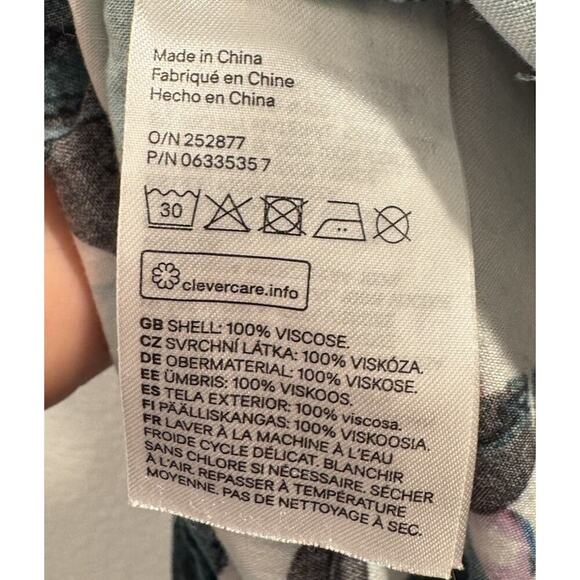 Made in China
Fabriqué en Chine
Hecho en China
O/N 252877
P/N 0633535 7
30
clevercare.info
GB SHELL: 100% VISCOSE.
CZ SVRCHNÍ LÁTKA: 100% VISKÓZA.
DE OBERMATERIAL: 100% VISKOSE.
EE ÜMBRIS: 100% VISKOOS.
ES TELA EXTERIOR: 100% viscosa.
FI PÄÄLLISKANGAS: 100% VISKOOSIA.
FR LAVER À LA MACHINE À L'EAU
FROIDE CYCLE DÉLICAT. BLANCHIR
SANS CHLORE SI NÉCESSAIRE. SÉCHER
À L'AIR. REPASSER À TEMPÉRATURE
MOYENNE. PAS DE NETTOYAGE À SEC.